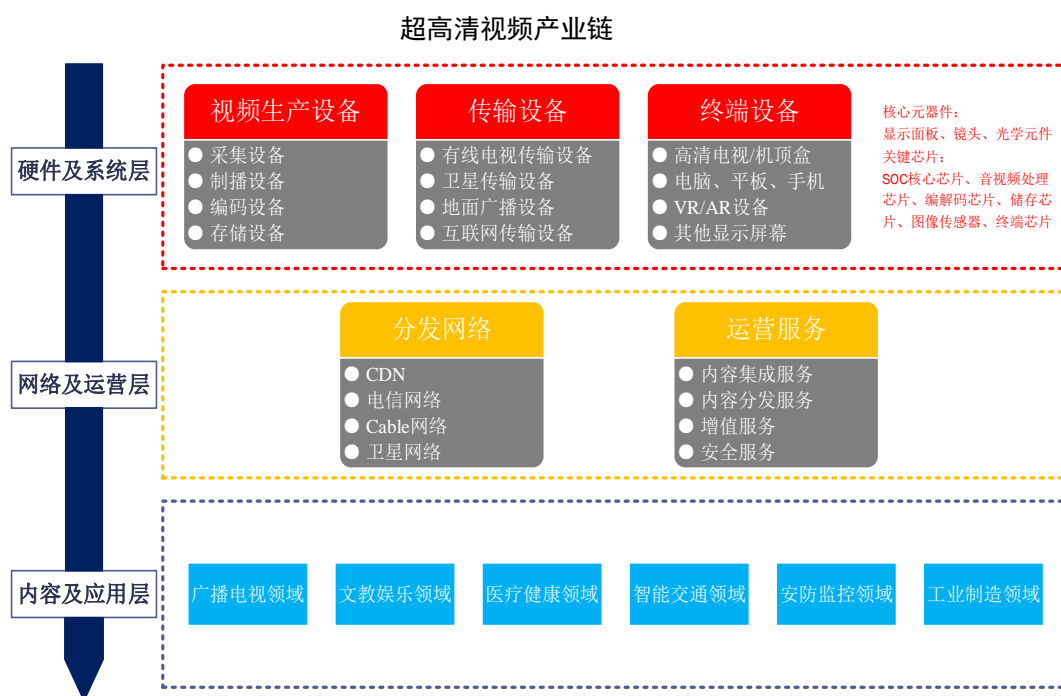 超高清视频产业链
硬件及系统层
视频生产设备
采集设备
制播设备
编码设备
存储设备
传输设备
有线电视传输设备
卫星传输设备
地面广播设备
互联网传输设备
终端设备
高清电视/机顶盒
电脑、平板、手机
VR/AR设备
其他显示屏幕
核心元器件：
显示面板、镜头、光学元件
关键芯片：
SOC核心芯片、音视频处理
芯片、编解码芯片、储存芯
片、图像传感器、终端芯片
网络及运营层
分发网络
CDN
电信网络
Cable网络
卫星网络
运营服务
内容集成服务
内容分发服务
增值服务
安全服务
内容及应用层
广播电视领域
文教娱乐领域
医疗健康领域
智能交通领域
安防监控领域
工业制造领域